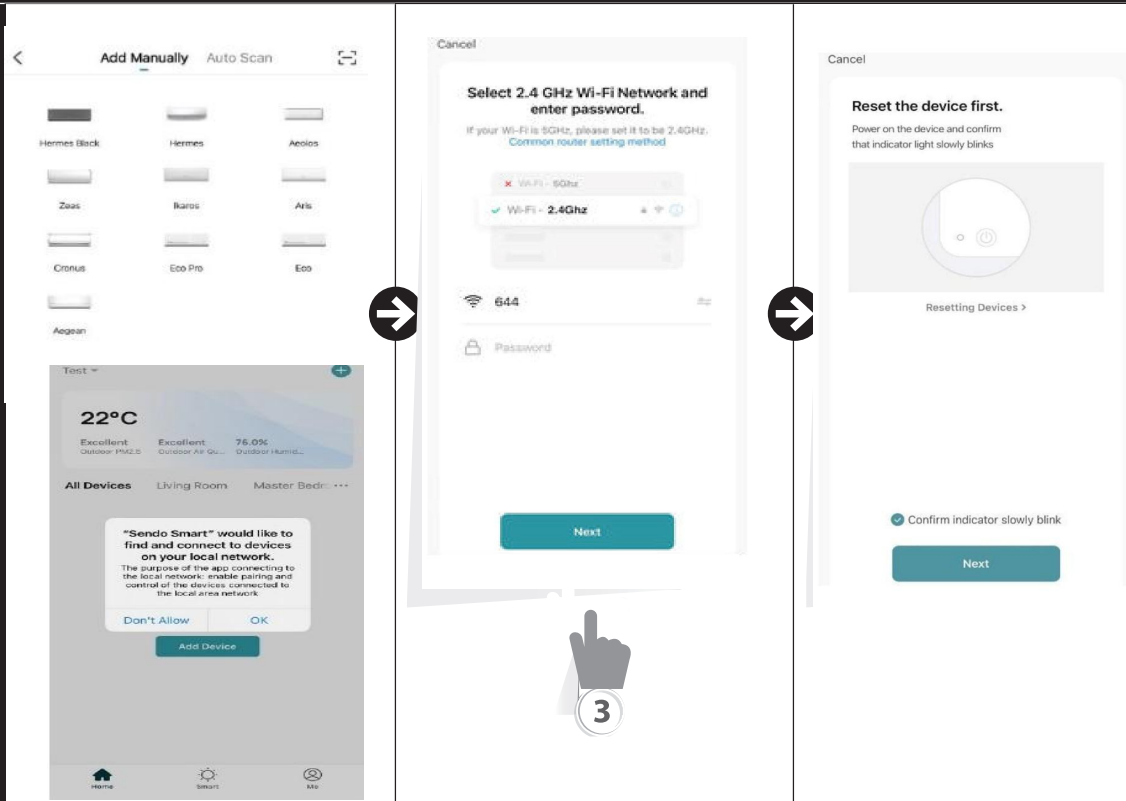 Add Manually Auto Scan
Hermes Black Hermes Aeolos
Zeas Ikaros Aris
Cronus Eco Pro Eco
Aegean
Test
22°C
Excellent Excellent 76.0%
Outdoor PM2.5 Outdoor Air Qu... Outdoor Humid...
All Devices Living Room Master Bedr
"Sendo Smart" would like to
find and connect to devices
on your local network.
The purpose of the app connecting to
the local network: enable pairing and
control of the devices connected to
the local area network
Don't Allow OK
Add Device
Home Smart Me
Cancel
Select 2.4 GHz Wi-Fi Network and
enter password.
If your Wi-Fi is 5GHz, please set it to be 2.4GHz.
Common router setting method
Wi-Fi - 5Ghz
Wi-Fi - 2.4Ghz
644
Password
Next
3
Cancel
Reset the device first.
Power on the device and confirm
that indicator light slowly blinks
Resetting Devices >
Confirm indicator slowly blink
Next